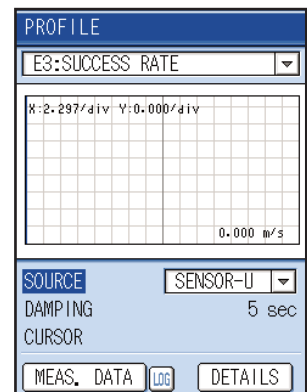 PROFILE
E3:SUCCESS RATE
X:2.297/div Y:0.000/div
0.000 m/s
SOURCE SENSOR-U
DAMPING 5 sec
CURSOR
MEAS. DATA LOG DETAILS